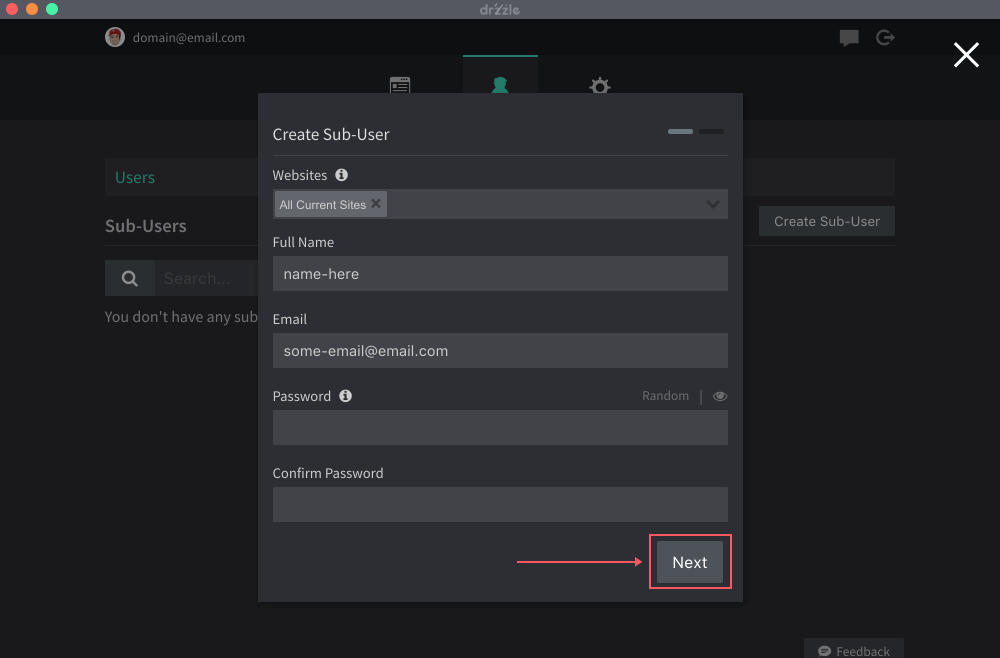 drzzle
domain@email.com
Create Sub-User
Websites
All Current Sites
Users
Sub-Users
Create Sub-User
Full Name
name-here
Search...
You don't have any sub
Email
some-email@email.com
Password
Random |
Confirm Password
Next
Feedback